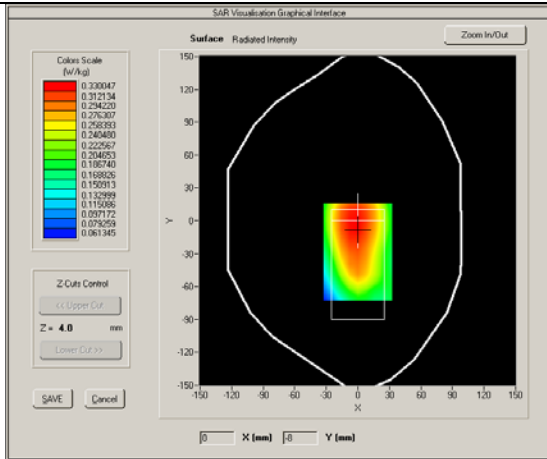 SAR Visualisation Graphical Interface
Surface Radiated Intensity
Zoom In/Out
Colors Scale
(W/kg)
0.330047
0.312134
0.294220
0.276307
0.258393
0.240480
0.222567
0.204653
0.186740
0.168826
0.150913
0.132999
0.115086
0.097172
0.079259
0.061345
Z-Cuts Control
<< Upper Cut
Z = 4.0 mm
Lower Cut >>
SAVE
Cancel
150
120
90
60
30
0
-30
-60
-90
-120
-150
Y
-150 -120 -90 -60 -30 0 30 60 90 120 150
X
0 X (mm) -8 Y (mm)